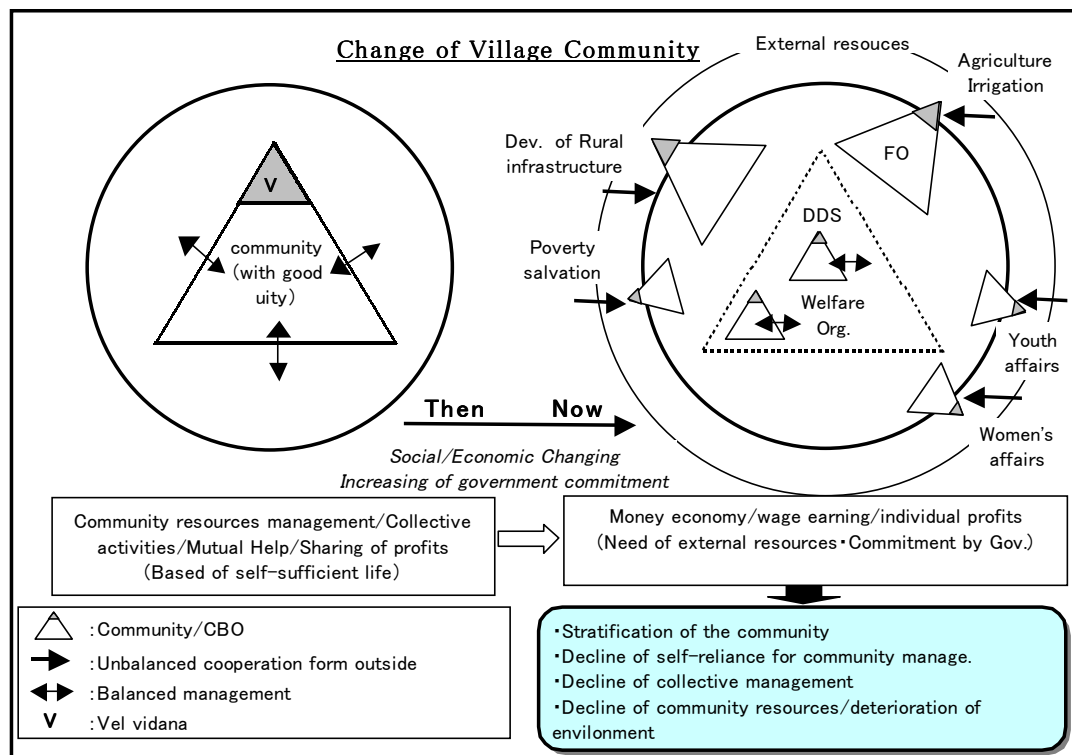 Change of Village Community
External resouces
Agriculture
Irrigation
Dev. of Rural
infrastructure
FO
V
DDS
community
(with good
uity)
Poverty
salvation
Welfare
Org.
Youth
affairs
Then Now
Women's
affairs
Social/Economic Changing
Increasing of government commitment
Community resources management/Collective
activities/Mutual Help/Sharing of profits
(Based of self-sufficient life)
Money economy/wage earning/individual profits
(Need of external resources・Commitment by Gov.)
:Community/CBO
:Unbalanced cooperation form outside
:Balanced management
V :Vel vidana
・Stratification of the community
・Decline of self-reliance for community manage.
・Decline of collective management
・Decline of community resources/deterioration of
envilonment